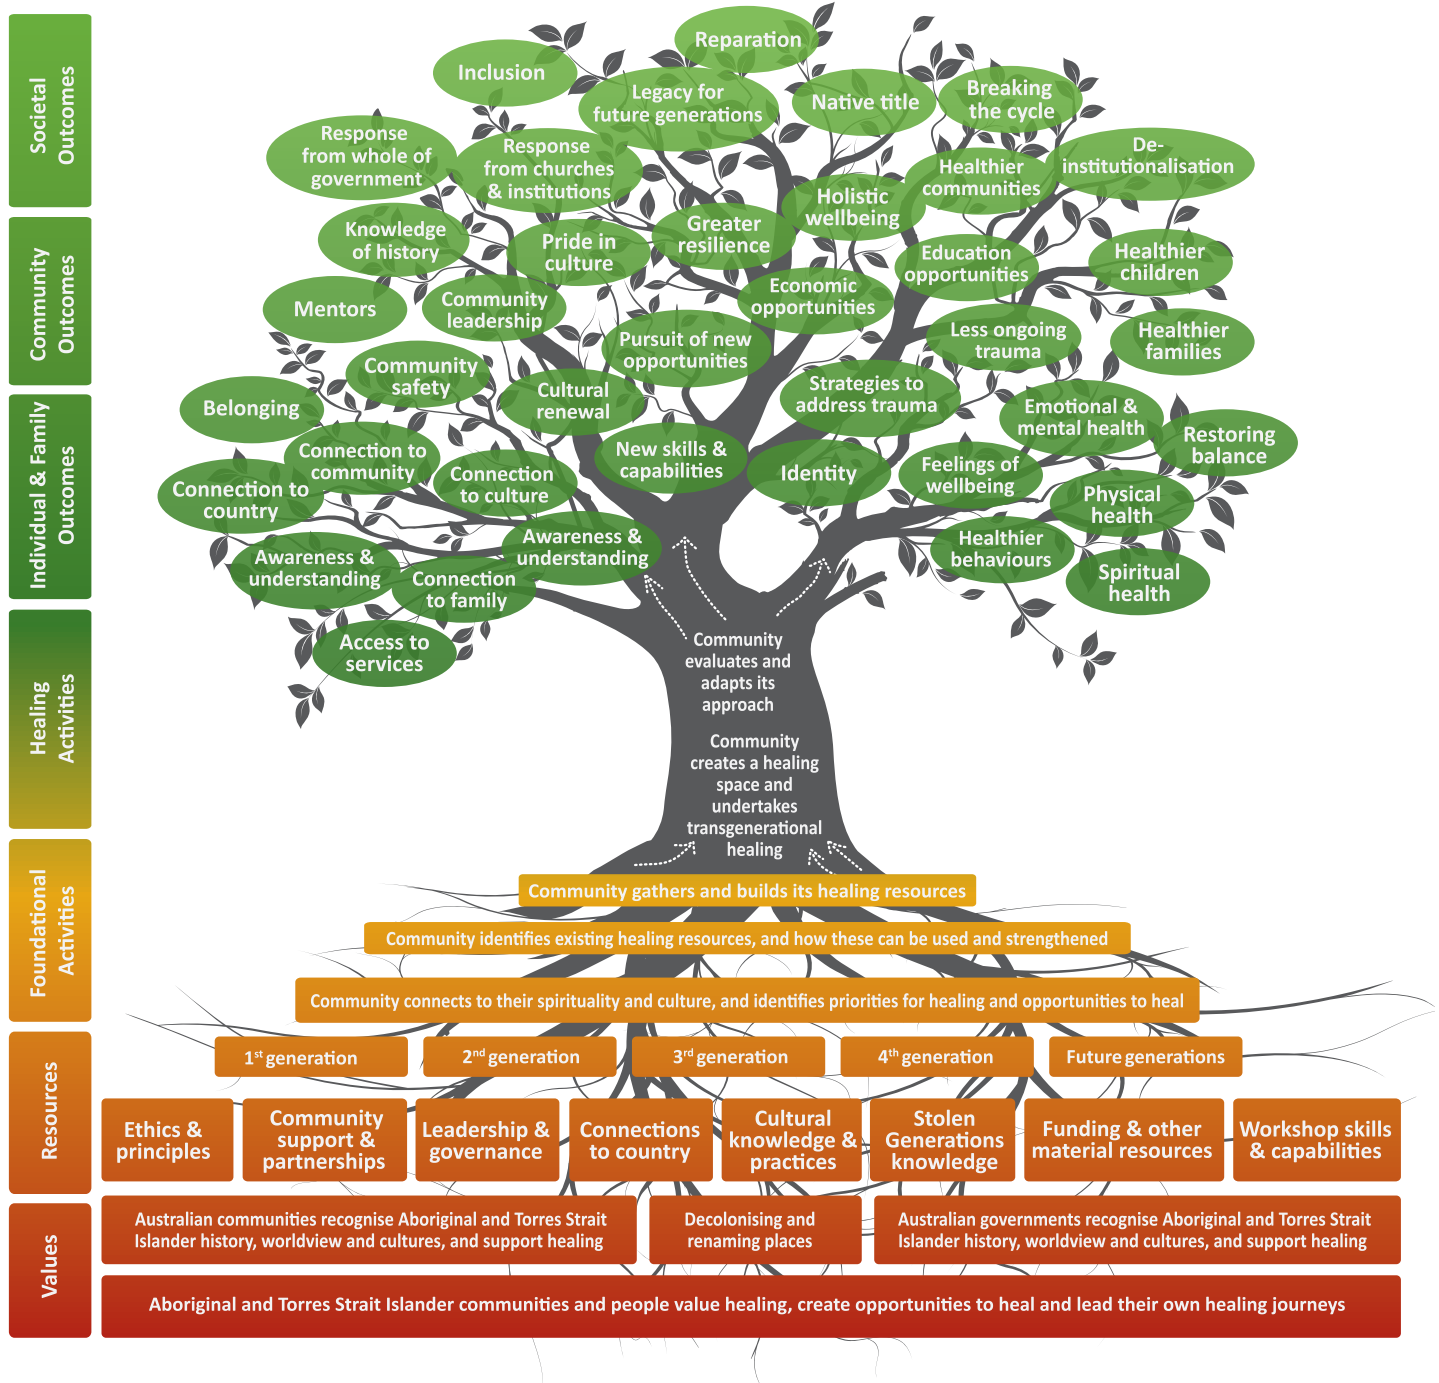 Societal
Outcomes
Community
Outcomes
Individual & Family
Outcomes
Healing
Activities
Foundational
Activities
Resources
Values
Reparation
Inclusion
Legacy for
future generations
Native title
Breaking
the cycle
Response
from whole of
government
Response
from churches
& institutions
Healthier
communities
De-
institutionalisation
Holistic
wellbeing
Knowledge
of history
Pride in
culture
Greater
resilience
Education
opportunities
Healthier
children
Mentors
Community
leadership
Economic
opportunities
Pursuit of new
opportunities
Less ongoing
trauma
Healthier
families
Community
safety
Cultural
renewal
Strategies to
address trauma
Belonging
Emotional &
mental health
Restoring
balance
Connection to
community
New skills &
capabilities
Identity
Feelings of
wellbeing
Connection to
country
Connection
to culture
Physical
health
Awareness &
understanding
Awareness &
understanding
Healthier
behaviours
Connection
to family
Spiritual
health
Access to
services
Community
evaluates and
adapts its
approach
Community
creates a healing
space and
undertakes
transgenerational
healing
Community gathers and builds its healing resources
Community identifies existing healing resources, and how these can be used and strengthened
Community connects to their spirituality and culture, and identifies priorities for healing and opportunities to heal
1st generation
2nd generation
3rd generation
4th generation
Future generations
Ethics &
principles
Community
support &
partnerships
Leadership &
governance
Connections
to country
Cultural
knowledge &
practices
Stolen
Generations
knowledge
Funding & other
material resources
Workshop skills
& capabilities
Australian communities recognise Aboriginal and Torres Strait
Islander history, worldview and cultures, and support healing
Decolonising and
renaming places
Australian governments recognise Aboriginal and Torres Strait
Islander history, worldview and cultures, and support healing
Aboriginal and Torres Strait Islander communities and people value healing, create opportunities to heal and lead their own healing journeys